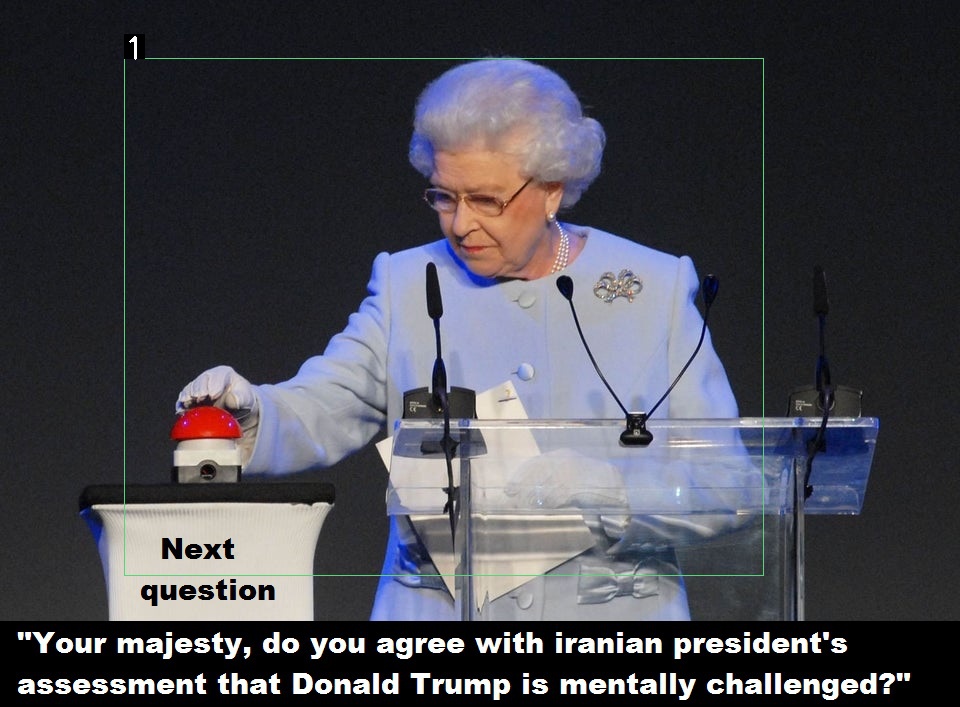 1
Next
question
"Your majesty, do you agree with iranian president's
assessment that Donald Trump is mentally challenged?"